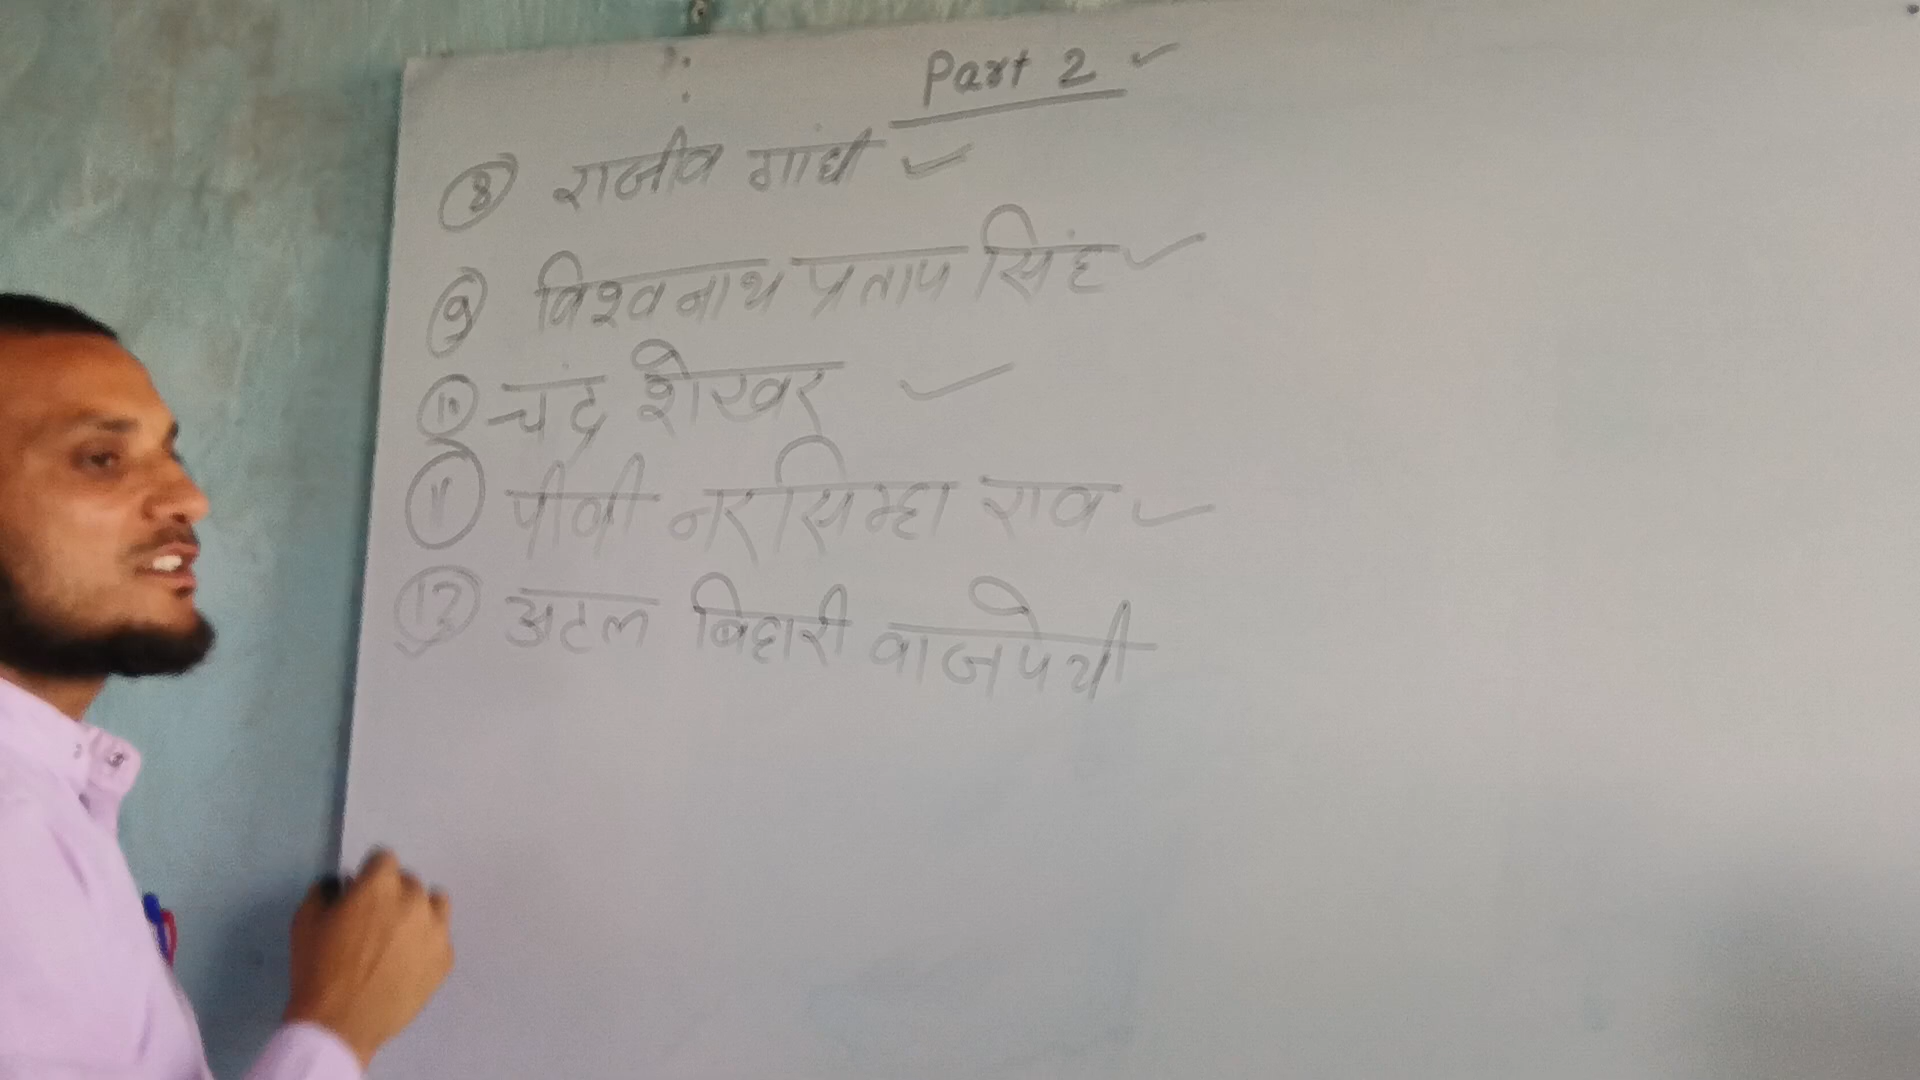 Part 2
⑧ राजीव गांधी
⑨ विश्वनाथ प्रताप सिंह
⑩ चंद्र शेखर
⑪ पीवी नरसिम्हा राव
⑫ अटल बिहारी वाजपेयी